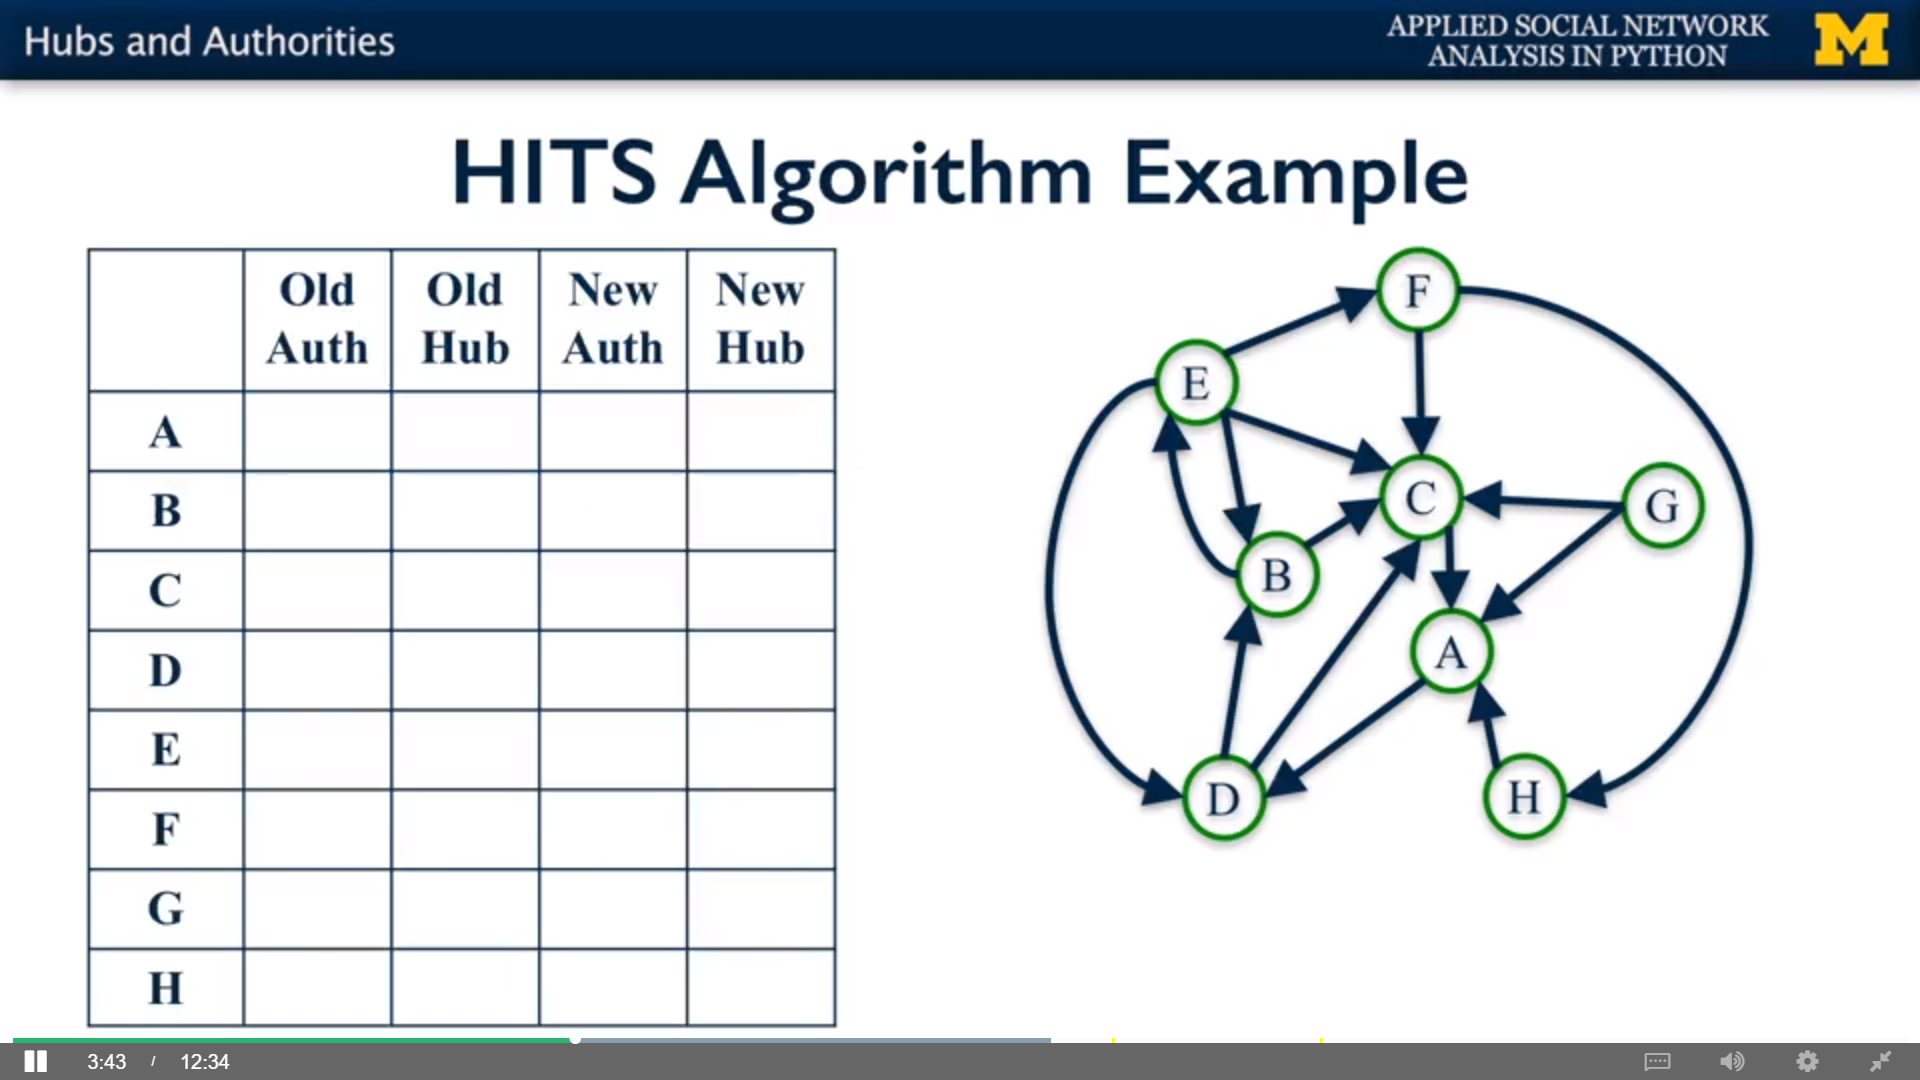 Hubs and Authorities
APPLIED SOCIAL NETWORK
ANALYSIS IN PYTHON
M
HITS Algorithm Example
Old Auth
Old Hub
New Auth
New Hub
A
B
C
D
E
F
G
H
F
E
C
G
B
A
D
H
3:43 / 12:34